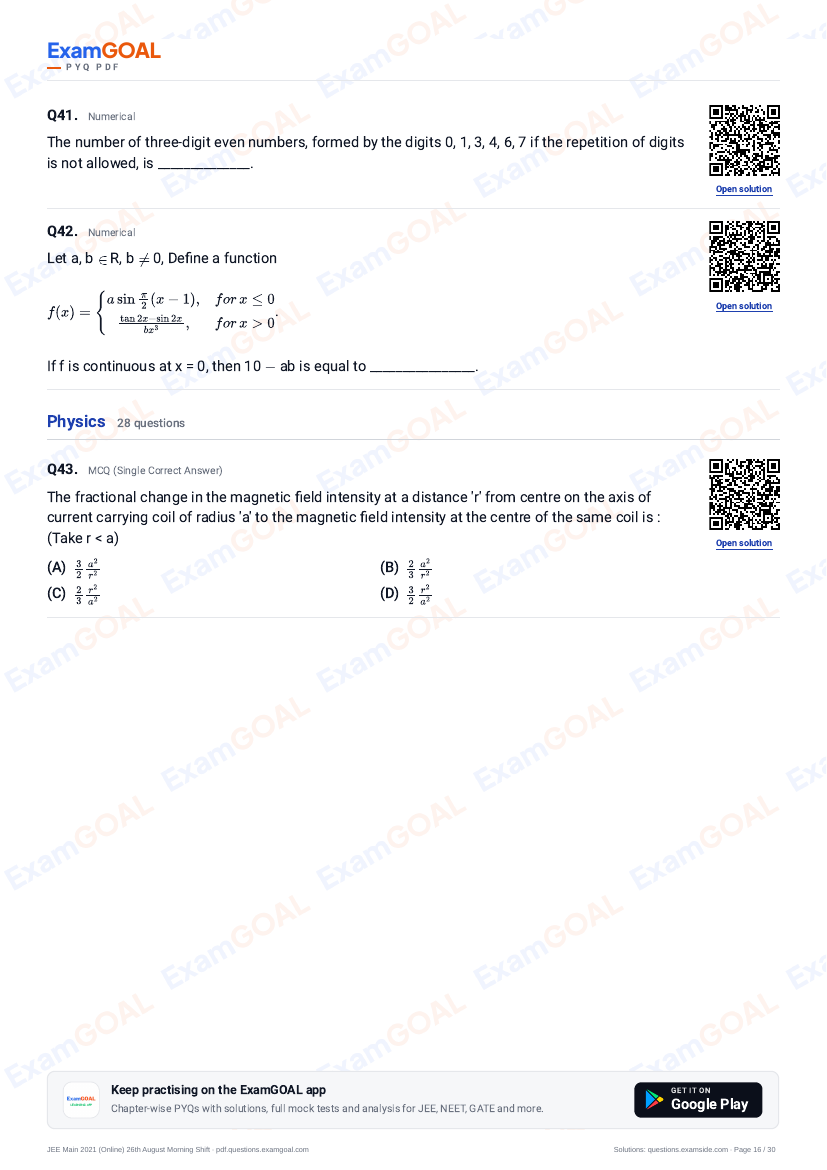 ExamGOAL
PYQ PDF
Q41. Numerical
The number of three-digit even numbers, formed by the digits 0, 1, 3, 4, 6, 7 if the repetition of digits
is not allowed, is ______________.
Open solution
Q42. Numerical
Let a, b ∈ R, b ≠ 0, Define a function
f(x) = { a sin π/2 (x − 1), for x ≤ 0
(tan 2x − sin 2x)/(bx³), for x > 0 .
If f is continuous at x = 0, then 10 − ab is equal to ________________.
Open solution
Physics 28 questions
Q43. MCQ (Single Correct Answer)
The fractional change in the magnetic field intensity at a distance 'r' from centre on the axis of
current carrying coil of radius 'a' to the magnetic field intensity at the centre of the same coil is :
(Take r < a)
Open solution
(A) 3/2 a²/r² (B) 2/3 a²/r²
(C) 2/3 r²/a² (D) 3/2 r²/a²
Keep practising on the ExamGOAL app
Chapter-wise PYQs with solutions, full mock tests and analysis for JEE, NEET, GATE and more.
GET IT ON
Google Play
JEE Main 2021 (Online) 26th August Morning Shift · pdf.questions.examgoal.com
Solutions: questions.examside.com · Page 16 / 30